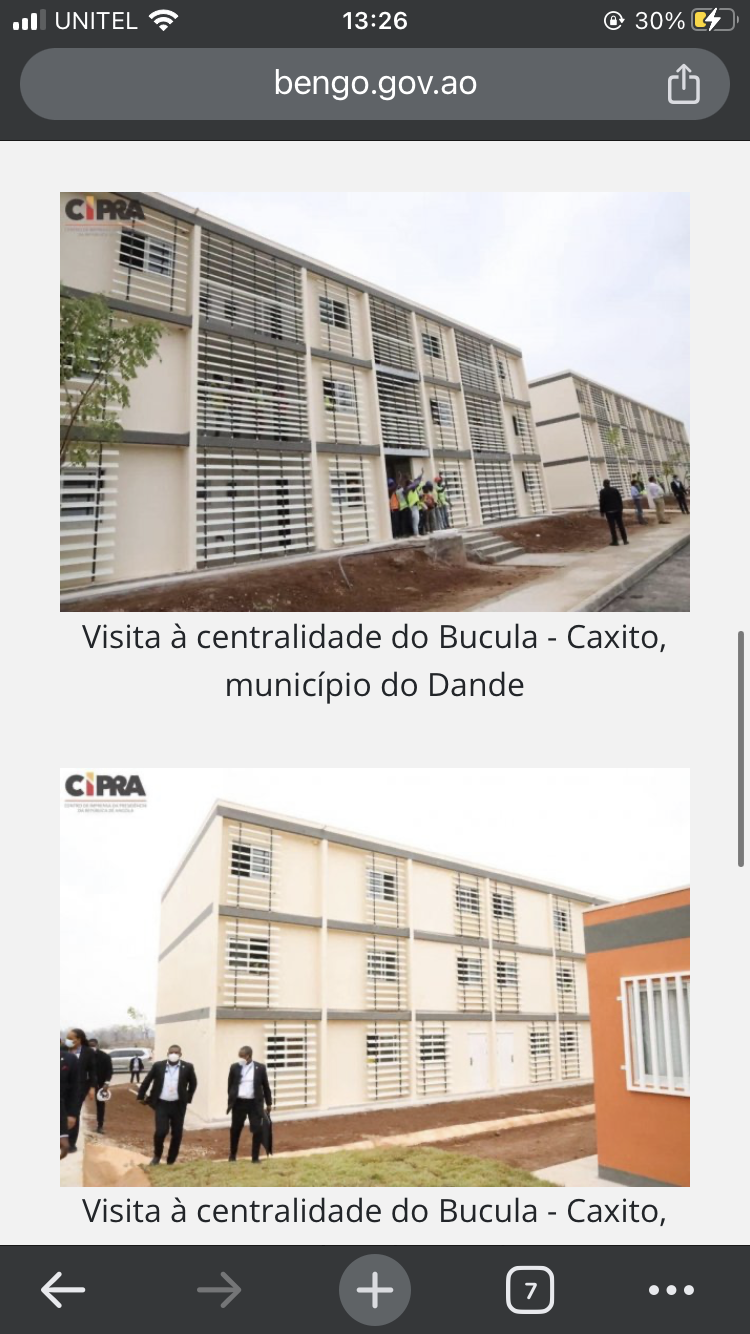 UNITEL
13:26
30%
bengo.gov.ao
CIPRA
Visita à centralidade do Bucula - Caxito,
município do Dande
CIPRA
CENTRO DE IMPRENSA DA PRESIDÊNCIA
DA REPÚBLICA DE ANGOLA
Visita à centralidade do Bucula - Caxito,
7